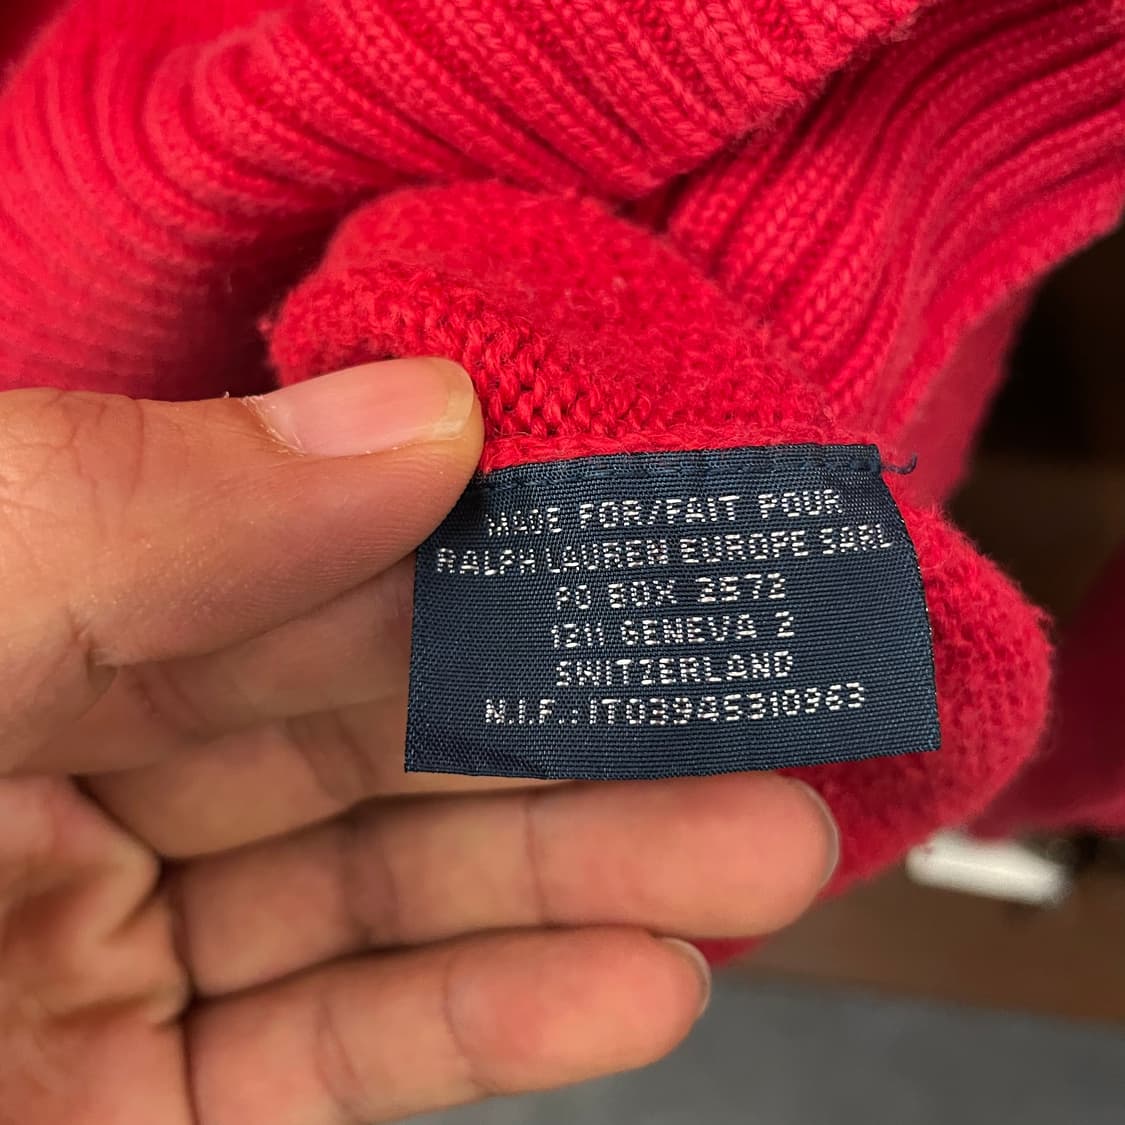 MADE FOR/FAIT POUR
RALPH LAUREN EUROPE SARL
PO BOX 2572
1211 GENEVA 2
SWITZERLAND
N.I.F.: IT03945310963